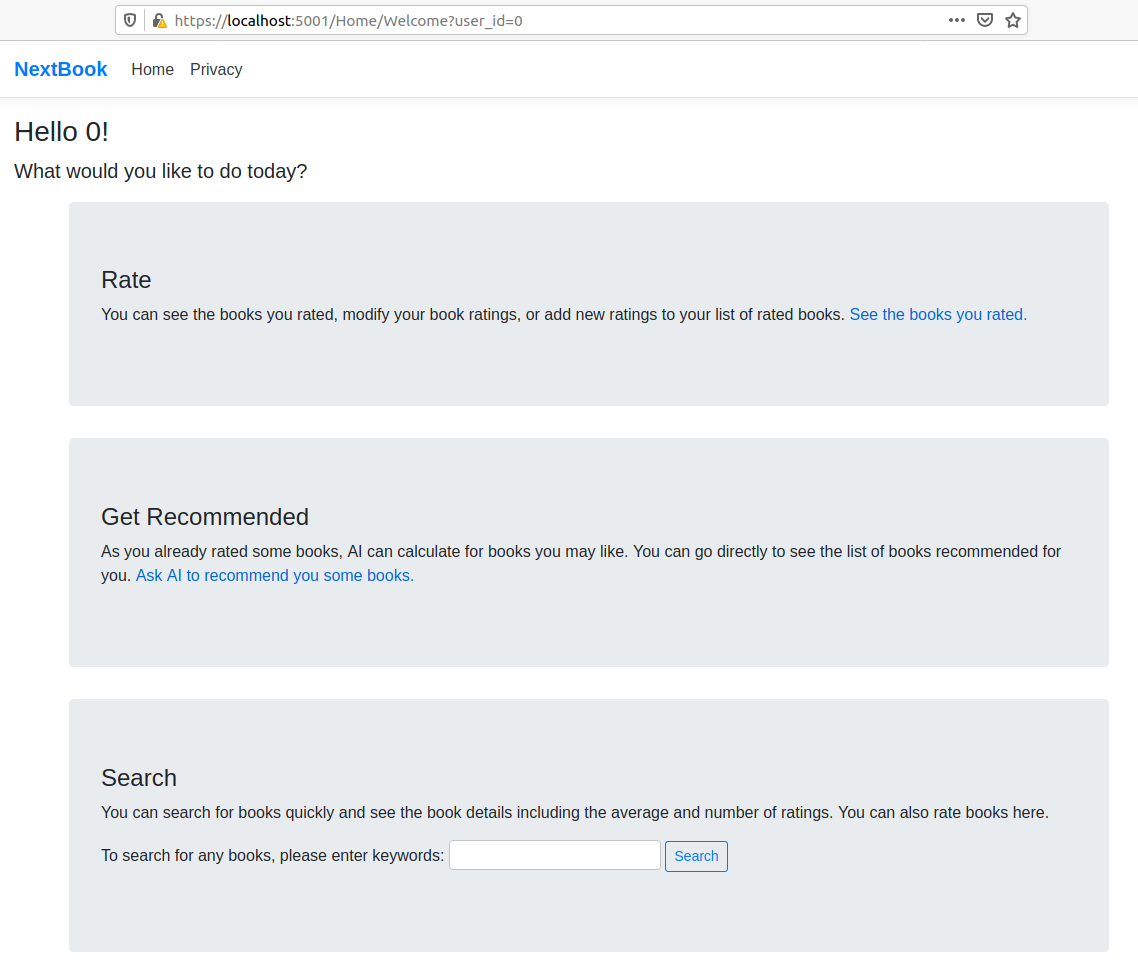 https://localhost:5001/Home/Welcome?user_id=0
NextBook Home Privacy
Hello 0!
What would you like to do today?
Rate
You can see the books you rated, modify your book ratings, or add new ratings to your list of rated books. See the books you rated.
Get Recommended
As you already rated some books, AI can calculate for books you may like. You can go directly to see the list of books recommended for
you. Ask AI to recommend you some books.
Search
You can search for books quickly and see the book details including the average and number of ratings. You can also rate books here.
To search for any books, please enter keywords: Search